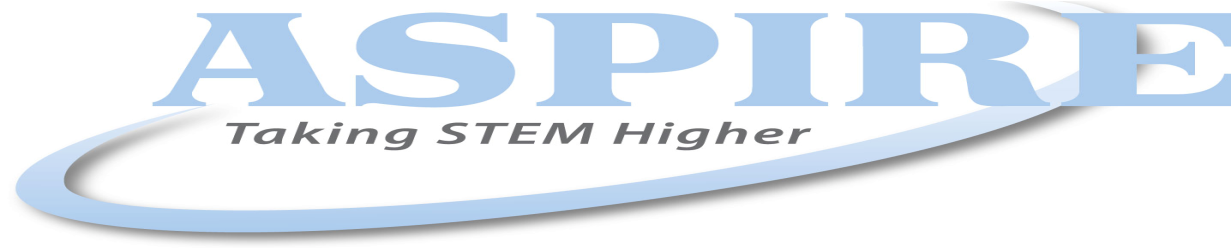 ASPIRE
Taking STEM Higher